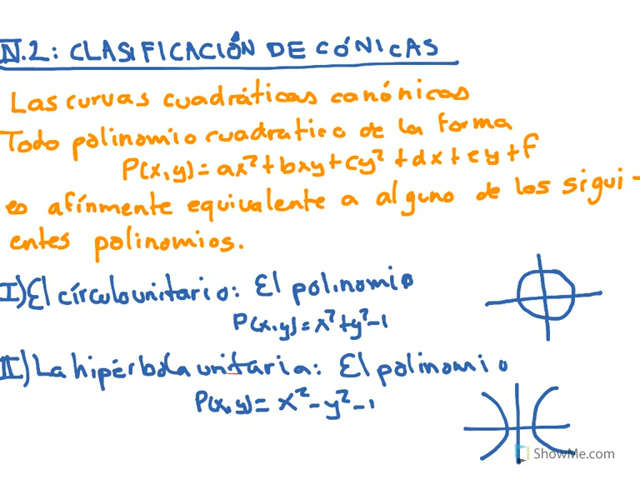 N.2: CLASIFICACIÓN DE CÓNICAS
Las curvas cuadráticas canónicas
Todo polinomio cuadrático de la forma
P(x,y)= ax²+bxy+cy²+dx+ey+f
es afínmente equivalente a alguno de los sigui-
entes polinomios.
I) El círculo unitario: El polinomio
P(x,y)=x²+y²-1
II) La hipérbola unitaria: El polinomio
P(x,y)= x²-y²-1
ShowMe.com